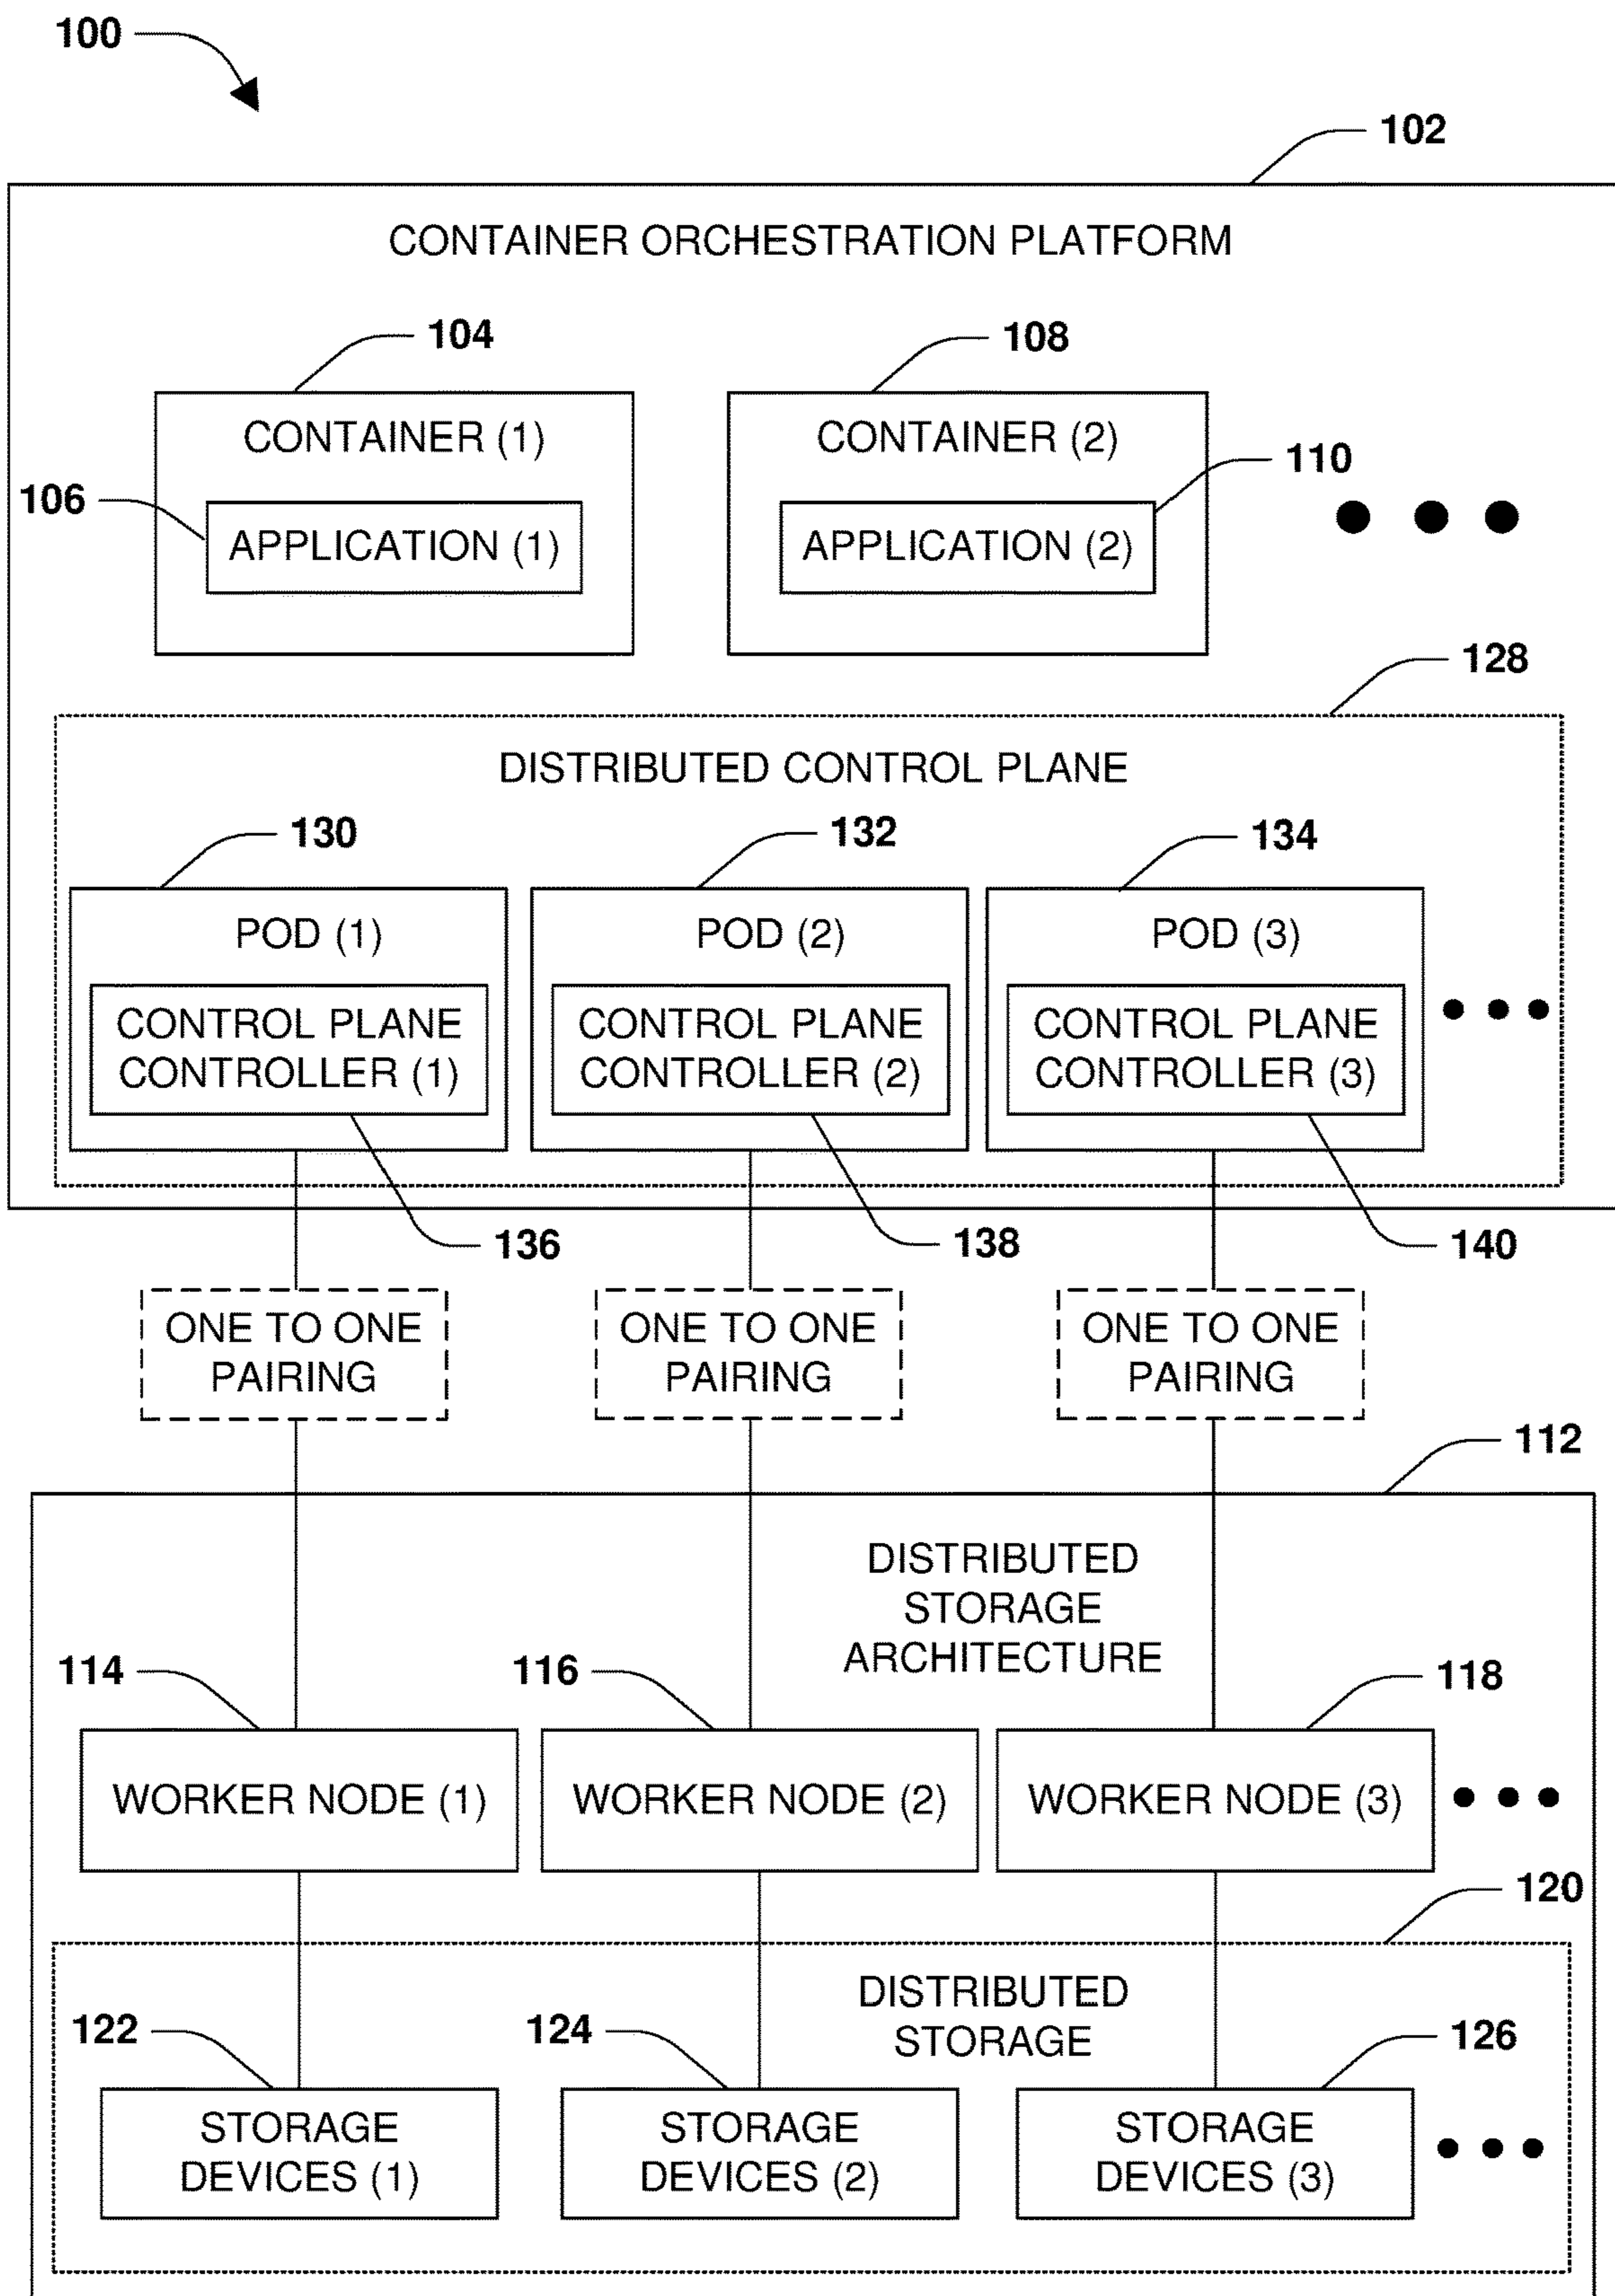 100
102
CONTAINER ORCHESTRATION PLATFORM
104
108
CONTAINER (1)
CONTAINER (2)
106
110
APPLICATION (1)
APPLICATION (2)
128
DISTRIBUTED CONTROL PLANE
130
132
134
POD (1)
POD (2)
POD (3)
CONTROL PLANE
CONTROLLER (1)
CONTROL PLANE
CONTROLLER (2)
CONTROL PLANE
CONTROLLER (3)
136
138
140
ONE TO ONE
PAIRING
ONE TO ONE
PAIRING
ONE TO ONE
PAIRING
112
DISTRIBUTED
STORAGE
ARCHITECTURE
114
116
118
WORKER NODE (1)
WORKER NODE (2)
WORKER NODE (3)
120
DISTRIBUTED
STORAGE
122
124
126
STORAGE
DEVICES (1)
STORAGE
DEVICES (2)
STORAGE
DEVICES (3)